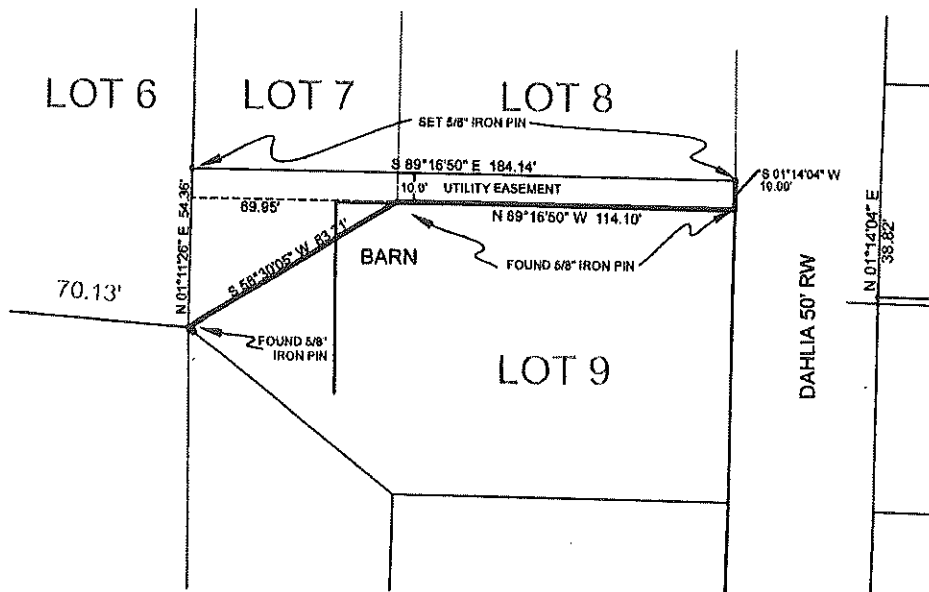 LOT 6
LOT 7
LOT 8
SET 5/8" IRON PIN
S 89°16'50" E 184.14'
S 01°14'04" W
10.00'
10.0'
UTILITY EASEMENT
N 01°11'26" E 54.36'
69.95'
N 89°16'50" W 114.10'
S 58°30'05" W
BARN
FOUND 5/8" IRON PIN
N 01°14'04" E
38.82'
70.13'
FOUND 5/8"
IRON PIN
LOT 9
DAHLIA 50' RW